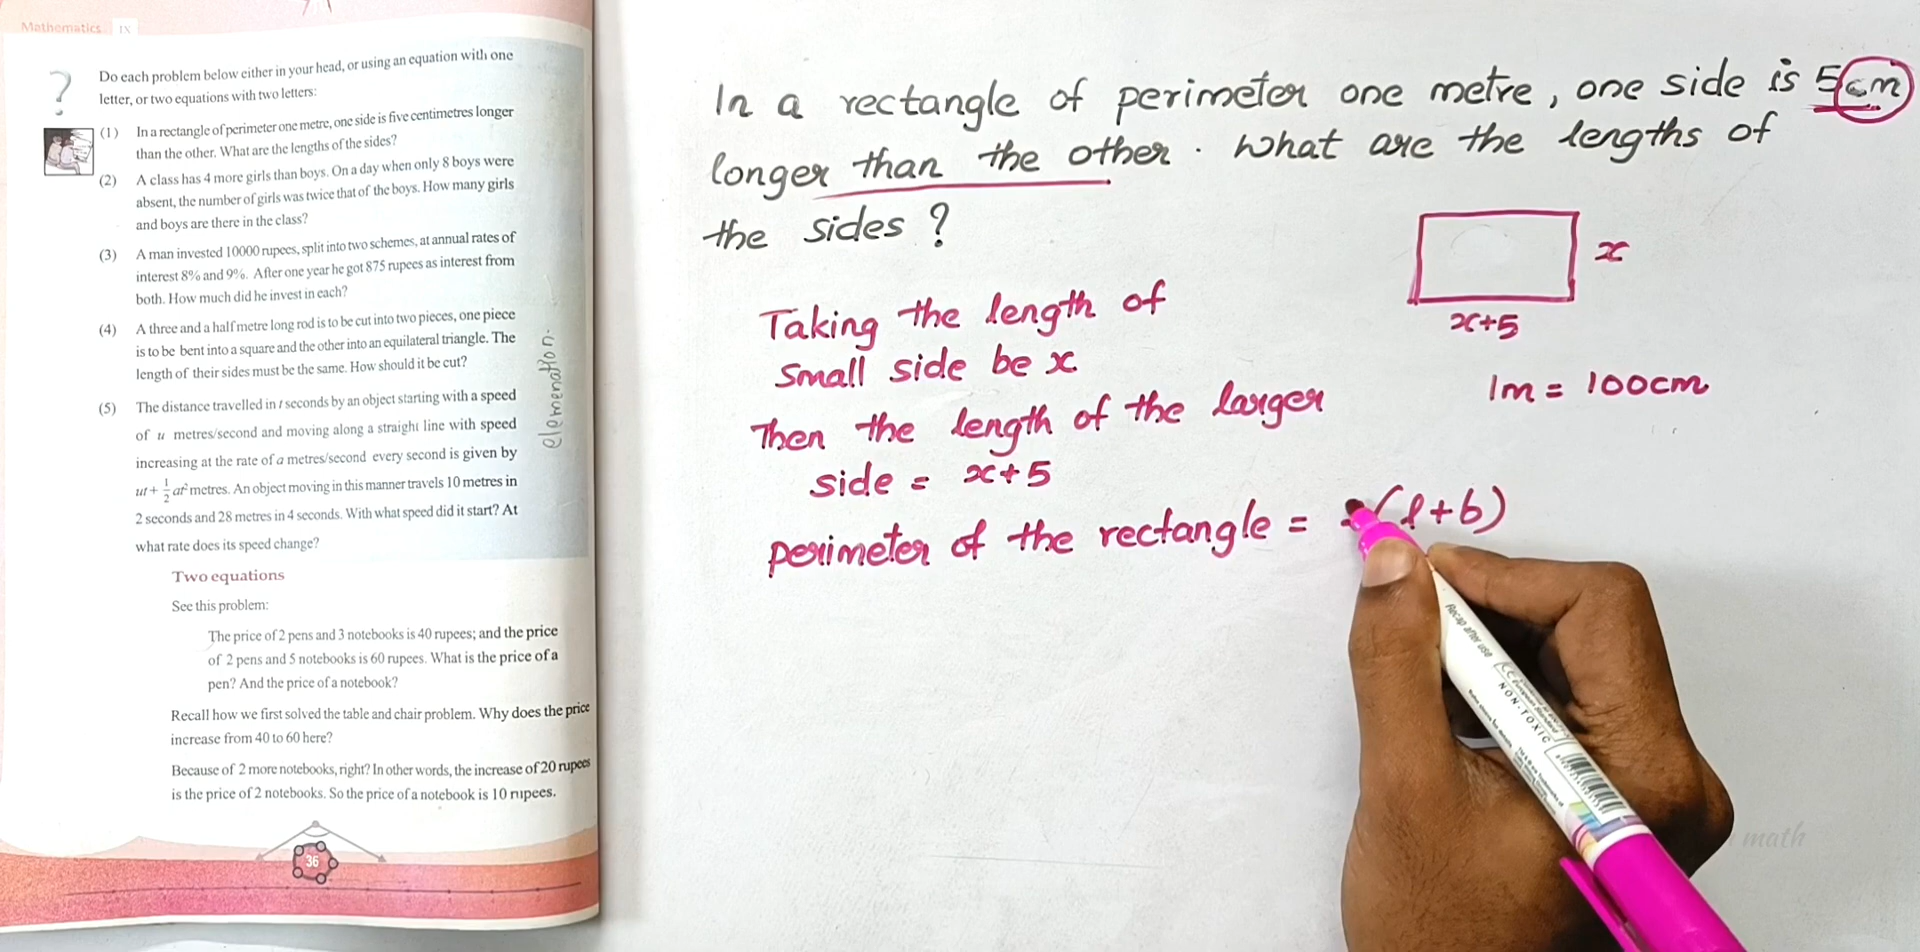 Mathematics IX
?
Do each problem below either in your head, or using an equation with one
letter, or two equations with two letters:
(1) In a rectangle of perimeter one metre, one side is five centimetres longer
than the other. What are the lengths of the sides?
(2) A class has 4 more girls than boys. On a day when only 8 boys were
absent, the number of girls was twice that of the boys. How many girls
and boys are there in the class?
(3) A man invested 10000 rupees, split into two schemes, at annual rates of
interest 8% and 9%. After one year he got 875 rupees as interest from
both. How much did he invest in each?
(4) A three and a half metre long rod is to be cut into two pieces, one piece
is to be bent into a square and the other into an equilateral triangle. The
length of their sides must be the same. How should it be cut?
(5) The distance travelled in t seconds by an object starting with a speed
of u metres/second and moving along a straight line with speed
increasing at the rate of a metres/second every second is given by
ut + 1/2 at² metres. An object moving in this manner travels 10 metres in
2 seconds and 28 metres in 4 seconds. With what speed did it start? At
what rate does its speed change?
elemenation.
Two equations
See this problem:
The price of 2 pens and 3 notebooks is 40 rupees; and the price
of 2 pens and 5 notebooks is 60 rupees. What is the price of a
pen? And the price of a notebook?
Recall how we first solved the table and chair problem. Why does the price
increase from 40 to 60 here?
Because of 2 more notebooks, right? In other words, the increase of 20 rupees
is the price of 2 notebooks. So the price of a notebook is 10 rupees.
36
In a rectangle of perimeter one metre, one side is 5cm
longer than the other. What are the lengths of
the sides?
x
x+5
1m = 100cm
Taking the length of
small side be x
Then the length of the larger
side = x+5
perimeter of the rectangle = (l+b)
Recap after use
NON-TOXIC
math